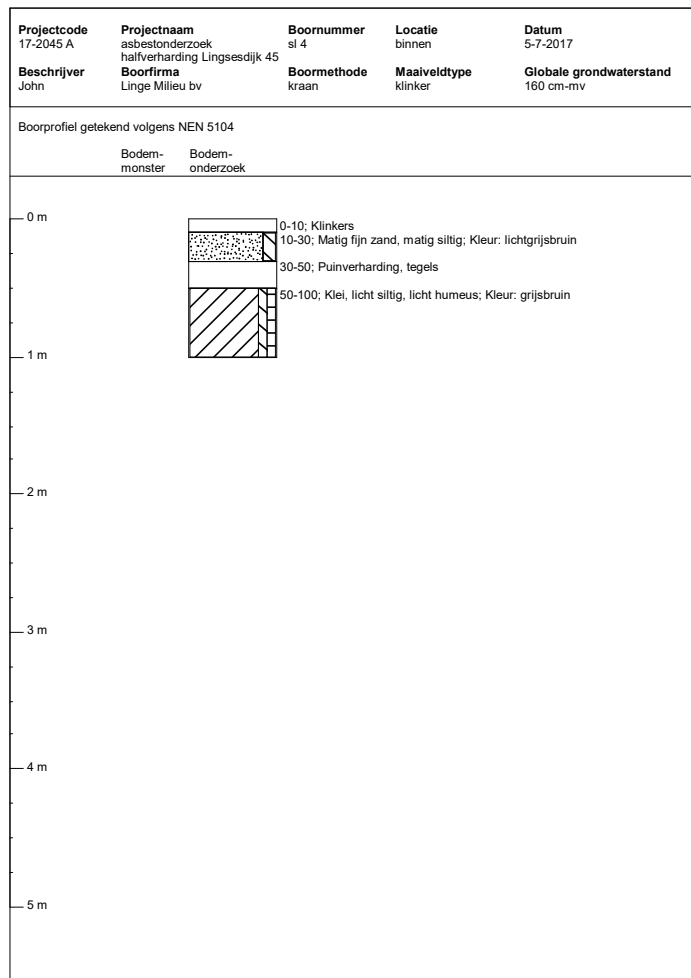 Projectcode Projectnaam Boornummer Locatie Datum
17-2045 A asbestonderzoek sl 4 binnen 5-7-2017
halfverharding Lingsesdijk 45
Beschrijver Boorfirma Boormethode Maaiveldtype Globale grondwaterstand
John Linge Milieu bv kraan klinker 160 cm-mv
Boorprofiel getekend volgens NEN 5104
Bodem- Bodem-
monster onderzoek
0 m
0-10; Klinkers
10-30; Matig fijn zand, matig siltig; Kleur: lichtgrijsbruin
30-50; Puinverharding, tegels
50-100; Klei, licht siltig, licht humeus; Kleur: grijsbruin
1 m
2 m
3 m
4 m
5 m